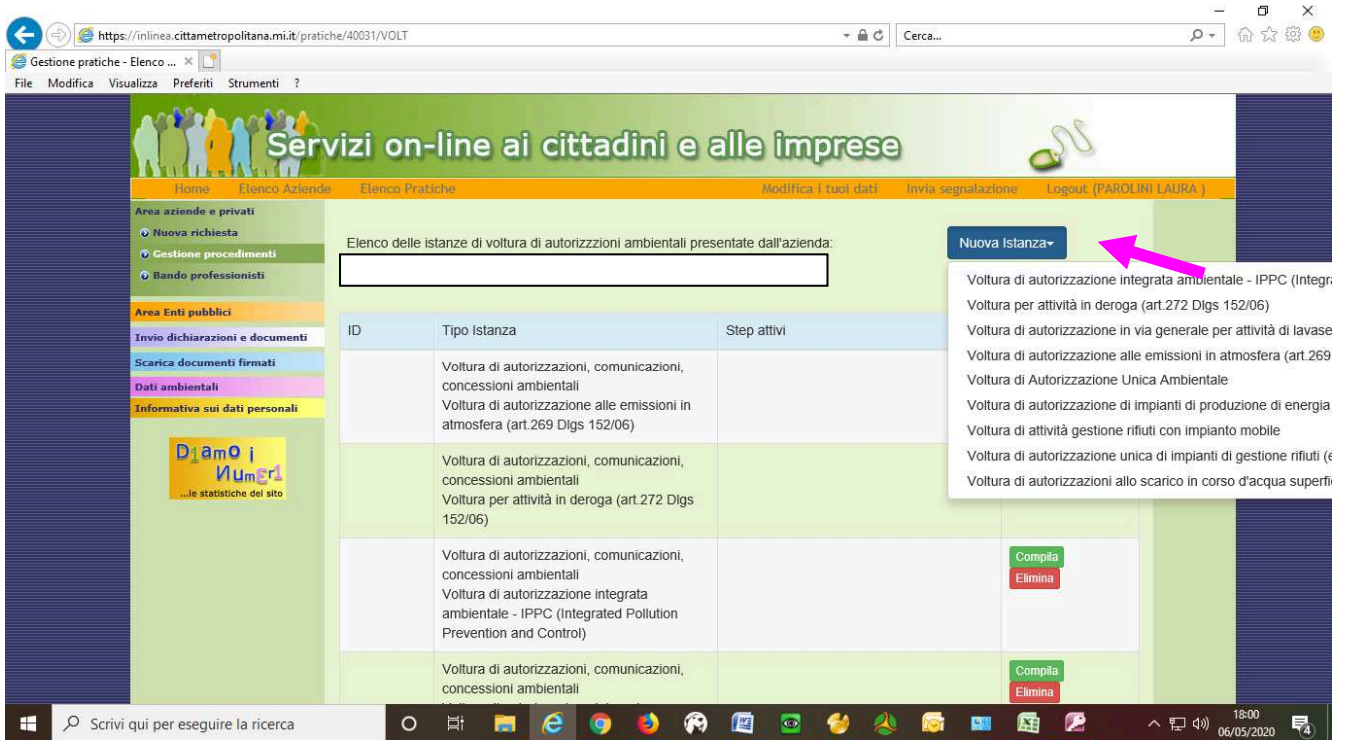 https://inlinea.cittametropolitana.mi.it/pratiche/40031/VOLT
Cerca...
Gestione pratiche - Elenco ...
File Modifica Visualizza Preferiti Strumenti ?
Servizi on-line ai cittadini e alle imprese
Home Elenco Aziende Elenco Pratiche Modifica i tuoi dati Invia segnalazione Logout (PAROLINI LAURA )
Area aziende e privati
Nuova richiesta
Gestione procedimenti
Bando professionisti
Area Enti pubblici
Invio dichiarazioni e documenti
Scarica documenti firmati
Dati ambientali
Informativa sui dati personali
D1amo i
Numer1
...le statistiche del sito
Elenco delle istanze di voltura di autorizzzioni ambientali presentate dall'azienda:
Nuova Istanza
Voltura di autorizzazione integrata ambientale - IPPC (Integra
Voltura per attività in deroga (art.272 Dlgs 152/06)
Voltura di autorizzazione in via generale per attività di lavase
Voltura di autorizzazione alle emissioni in atmosfera (art.269
Voltura di Autorizzazione Unica Ambientale
Voltura di autorizzazione di impianti di produzione di energia
Voltura di attività gestione rifiuti con impianto mobile
Voltura di autorizzazione unica di impianti di gestione rifiuti (e
Voltura di autorizzazioni allo scarico in corso d'acqua superfi
ID Tipo Istanza Step attivi
Voltura di autorizzazioni, comunicazioni,
concessioni ambientali
Voltura di autorizzazione alle emissioni in
atmosfera (art.269 Dlgs 152/06)
Voltura di autorizzazioni, comunicazioni,
concessioni ambientali
Voltura per attività in deroga (art.272 Dlgs
152/06)
Voltura di autorizzazioni, comunicazioni,
concessioni ambientali
Voltura di autorizzazione integrata
ambientale - IPPC (Integrated Pollution
Prevention and Control)
Compila
Elimina
Voltura di autorizzazioni, comunicazioni,
concessioni ambientali
Compila
Elimina
Scrivi qui per eseguire la ricerca
18:00
06/05/2020
4